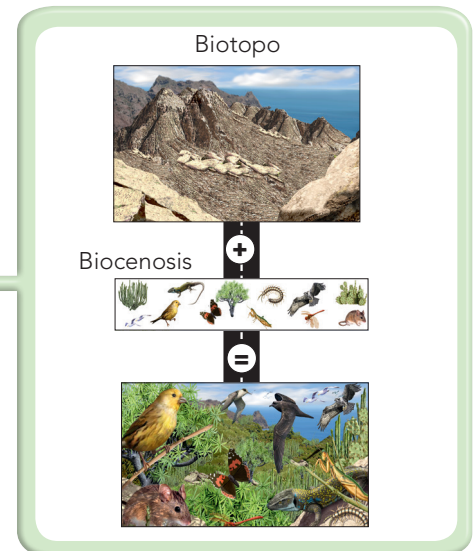 Biotopo
+
Biocenosis
=